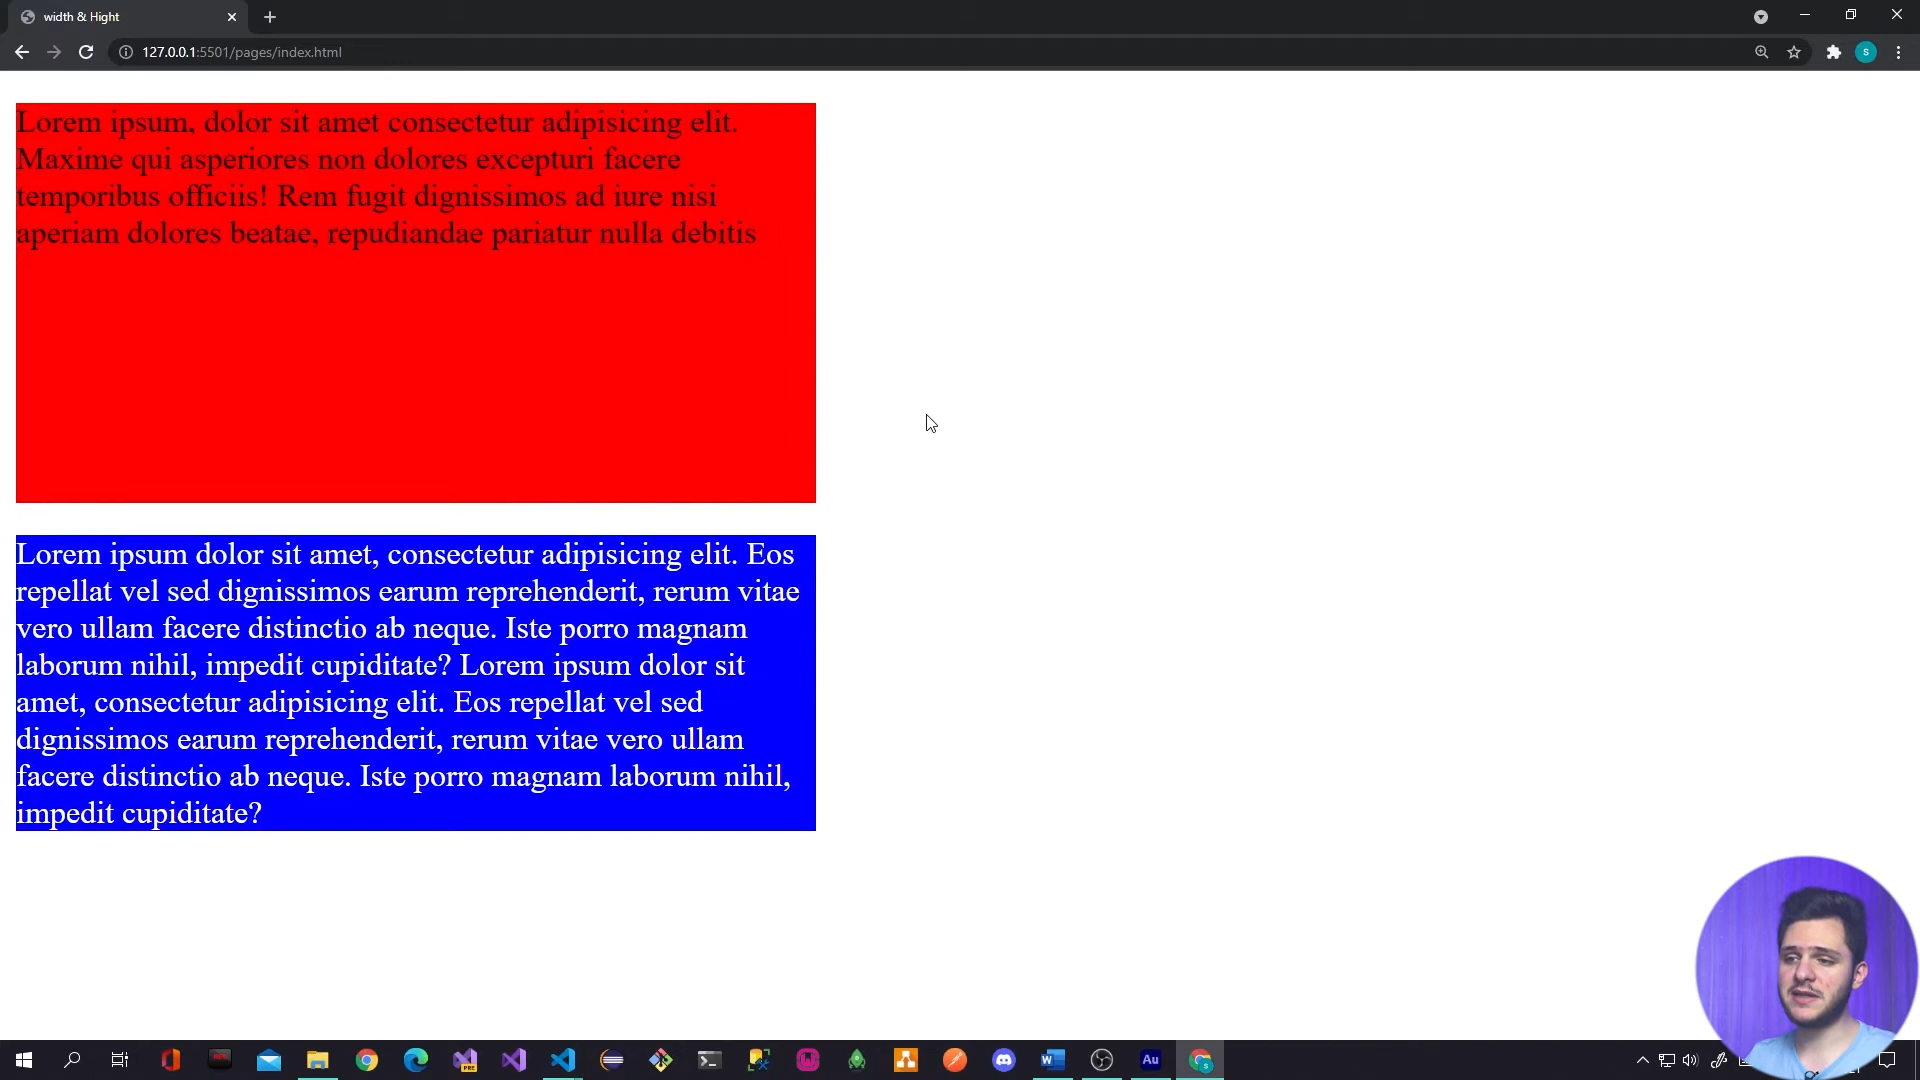 width & Hight
127.0.0.1:5501/pages/index.html
S
Lorem ipsum, dolor sit amet consectetur adipisicing elit.
Maxime qui asperiores non dolores excepturi facere
temporibus officiis! Rem fugit dignissimos ad iure nisi
aperiam dolores beatae, repudiandae pariatur nulla debitis
Lorem ipsum dolor sit amet, consectetur adipisicing elit. Eos
repellat vel sed dignissimos earum reprehenderit, rerum vitae
vero ullam facere distinctio ab neque. Iste porro magnam
laborum nihil, impedit cupiditate? Lorem ipsum dolor sit
amet, consectetur adipisicing elit. Eos repellat vel sed
dignissimos earum reprehenderit, rerum vitae vero ullam
facere distinctio ab neque. Iste porro magnam laborum nihil,
impedit cupiditate?
PRE
W
Au